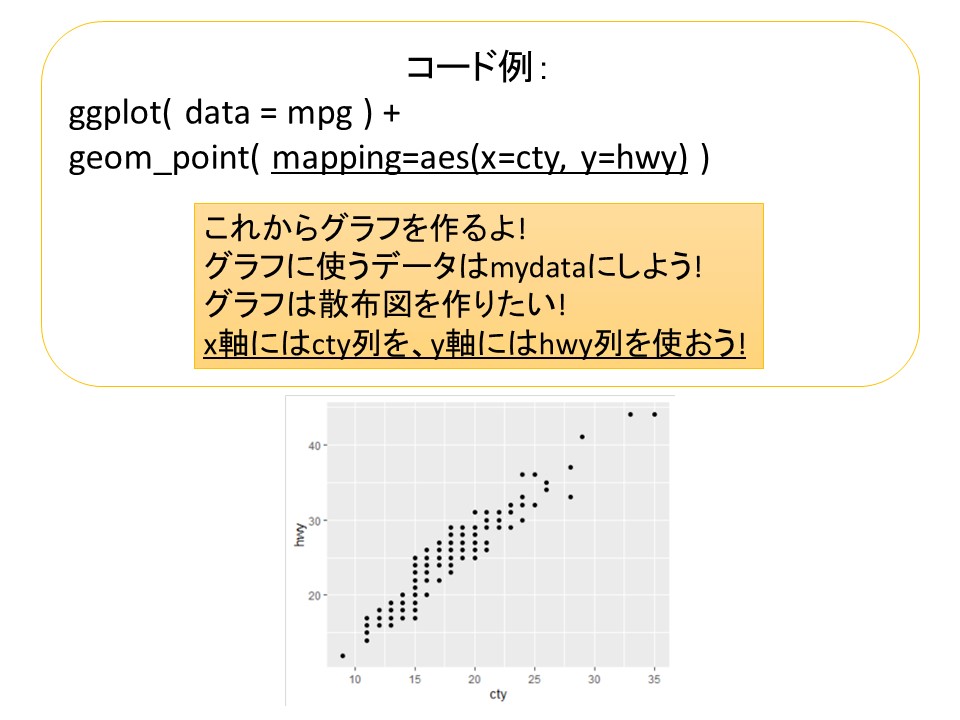 コード例：
ggplot( data = mpg ) +
geom_point( mapping=aes(x=cty, y=hwy) )
これからグラフを作るよ!
グラフに使うデータはmydataにしよう!
グラフは散布図を作りたい!
x軸にはcty列を、y軸にはhwy列を使おう!
40
30
20
hwy
10 15 20 25 30 35
cty